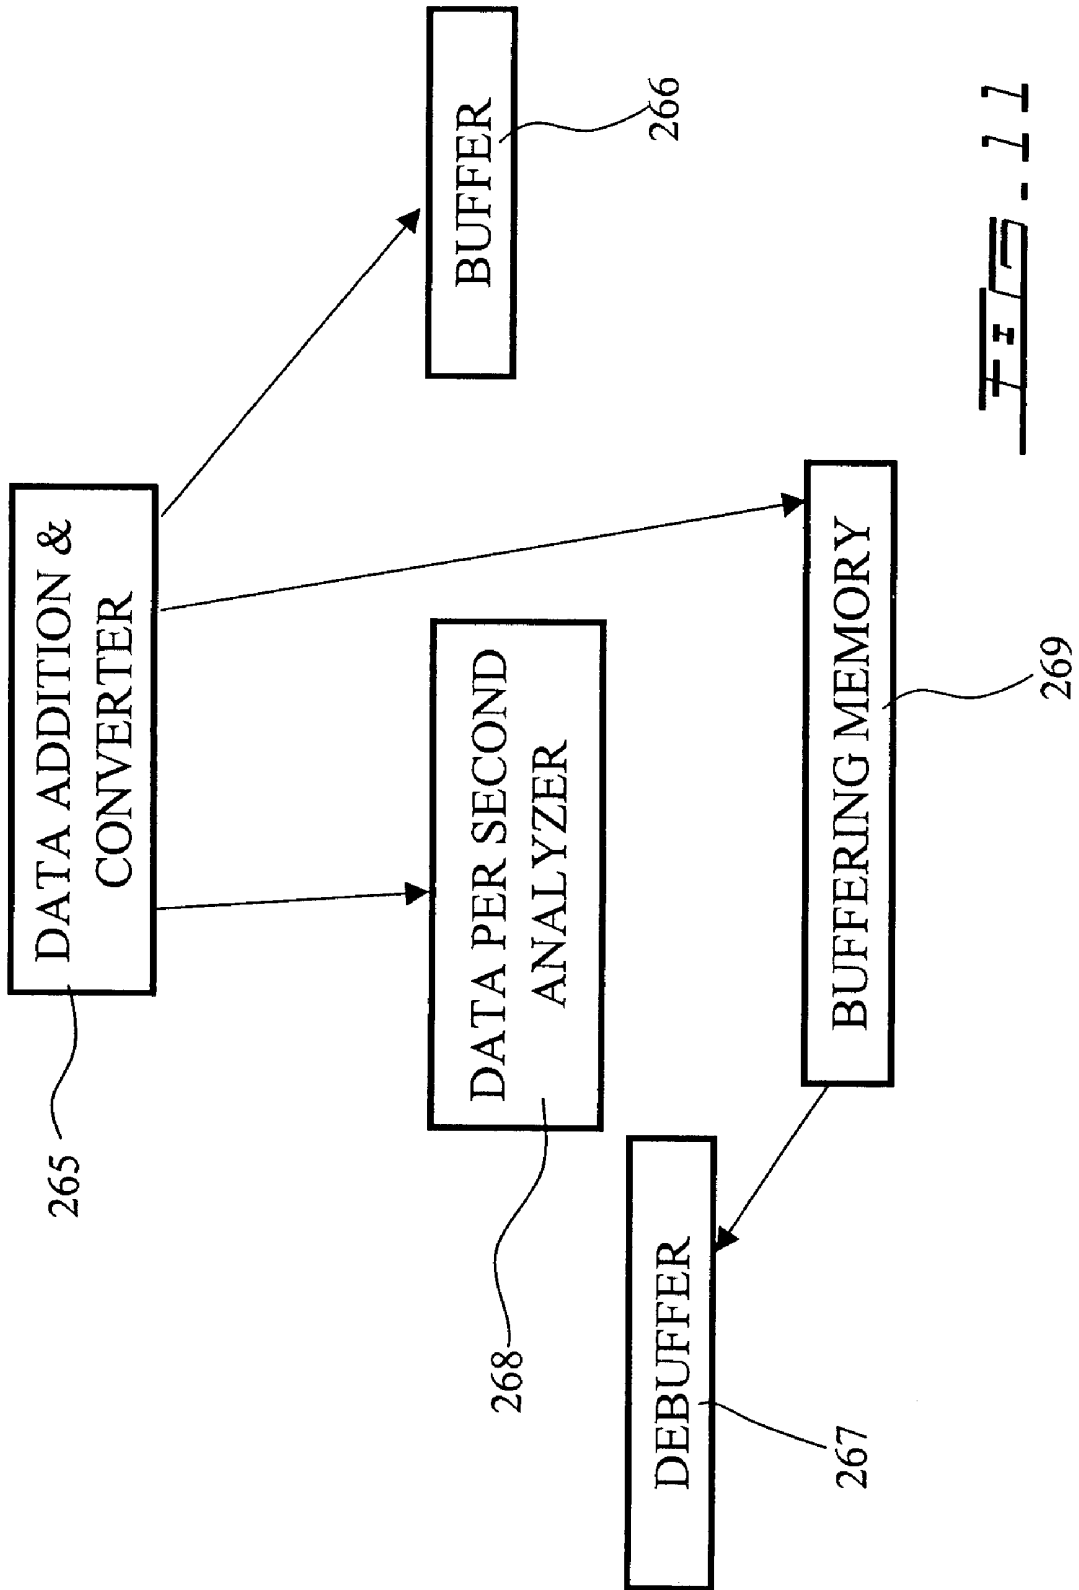 DATA ADDITION &
CONVERTER
265
BUFFER
266
DATA PER SECOND
ANALYZER
268
DEBUFFER
267
BUFFERING MEMORY
269
FIG-11